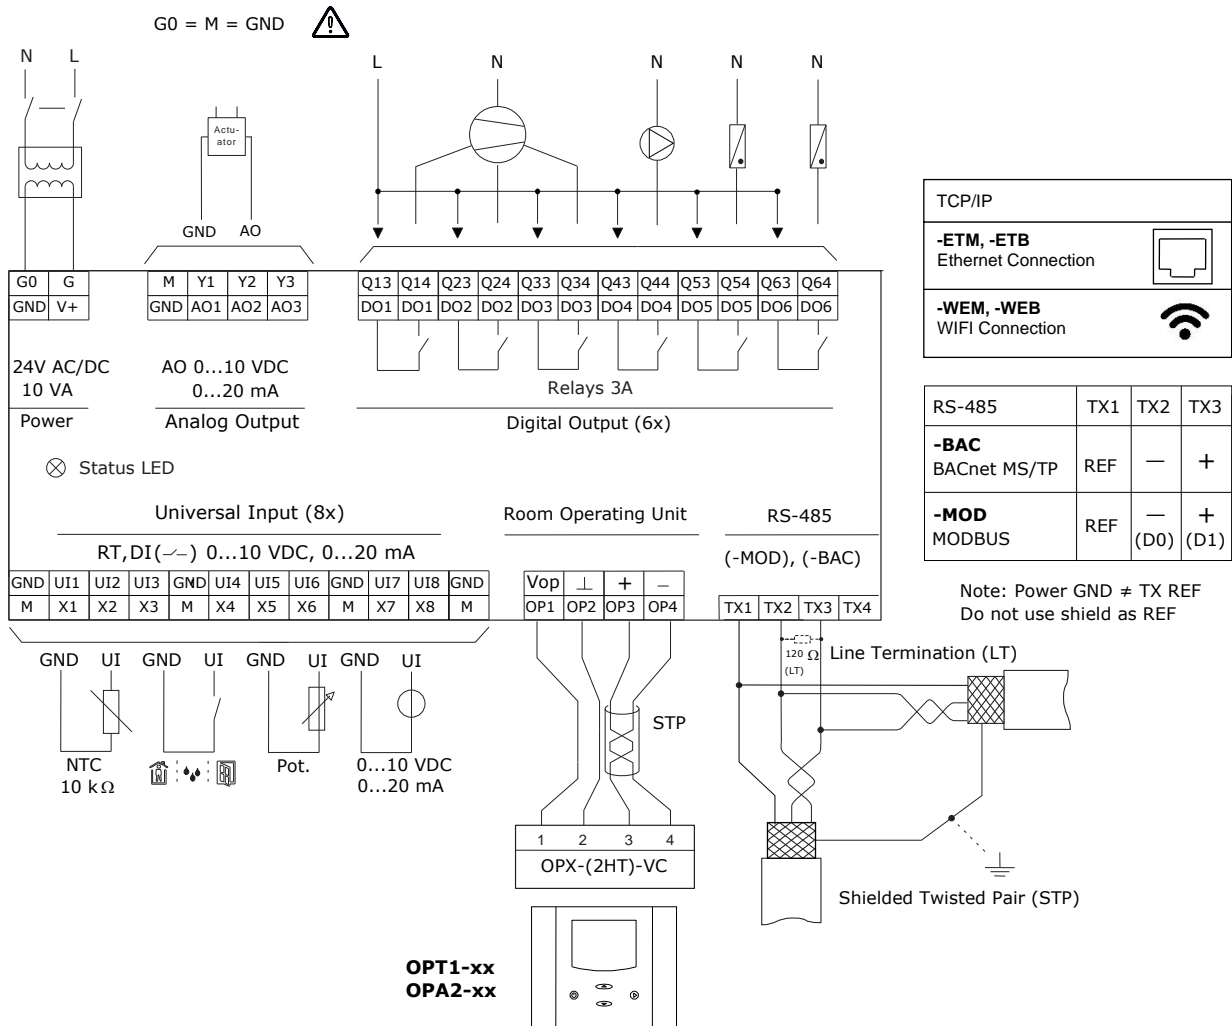 G0 = M = GND
N L
L N N N N
Actu-
ator
GND AO
G0 G
GND V+
M Y1 Y2 Y3
GND AO1 AO2 AO3
Q13 Q14 Q23 Q24 Q33 Q34 Q43 Q44 Q53 Q54 Q63 Q64
DO1 DO1 DO2 DO2 DO3 DO3 DO4 DO4 DO5 DO5 DO6 DO6
24V AC/DC
10 VA
Power
AO 0...10 VDC
0...20 mA
Analog Output
Relays 3A
Digital Output (6x)
Status LED
Universal Input (8x)
RT,DI( ) 0...10 VDC, 0...20 mA
GND UI1 UI2 UI3 GND UI4 UI5 UI6 GND UI7 UI8 GND
M X1 X2 X3 M X4 X5 X6 M X7 X8 M
Room Operating Unit
Vop ⊥ + –
OP1 OP2 OP3 OP4
RS-485
(-MOD), (-BAC)
TX1 TX2 TX3 TX4
GND UI GND UI GND UI GND UI
NTC
10 kΩ
Pot.
0...10 VDC
0...20 mA
STP
120 Ω
(LT)
Line Termination (LT)
1 2 3 4
OPX-(2HT)-VC
Shielded Twisted Pair (STP)
OPT1-xx
OPA2-xx
TCP/IP
-ETM, -ETB
Ethernet Connection
-WEM, -WEB
WIFI Connection
RS-485 TX1 TX2 TX3
-BAC
BACnet MS/TP REF — +
-MOD
MODBUS REF — (D0) + (D1)
Note: Power GND ≠ TX REF
Do not use shield as REF